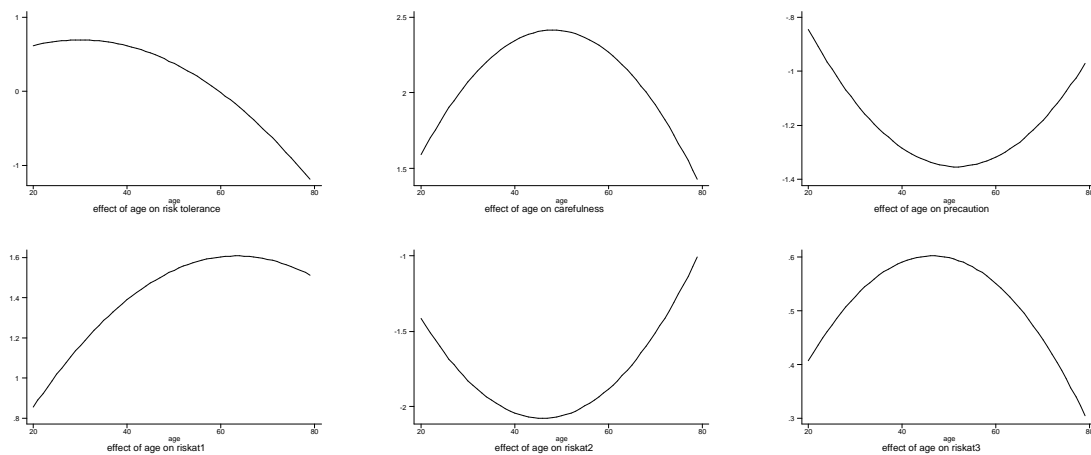 1
0
-1
20 40 60 80
age
effect of age on risk tolerance
2.5
2
1.5
20 40 60 80
age
effect of age on carefulness
-.8
-1
-1.2
-1.4
20 40 60 80
age
effect of age on precaution
1.6
1.4
1.2
1
.8
20 40 60 80
age
effect of age on riskat1
-1
-1.5
-2
20 40 60 80
age
effect of age on riskat2
.6
.5
.4
.3
20 40 60 80
age
effect of age on riskat3